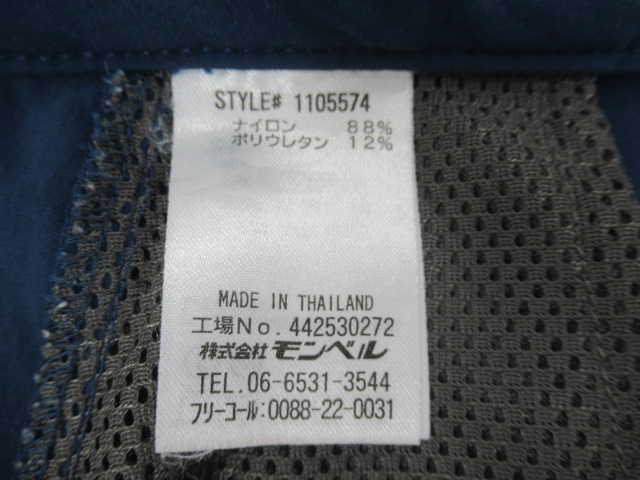 STYLE# 1105574
ナイロン 88%
ポリウレタン 12%
MADE IN THAILAND
工場No. 442530272
株式会社 モンベル
TEL. 06-6531-3544
フリーコール:0088-22-0031